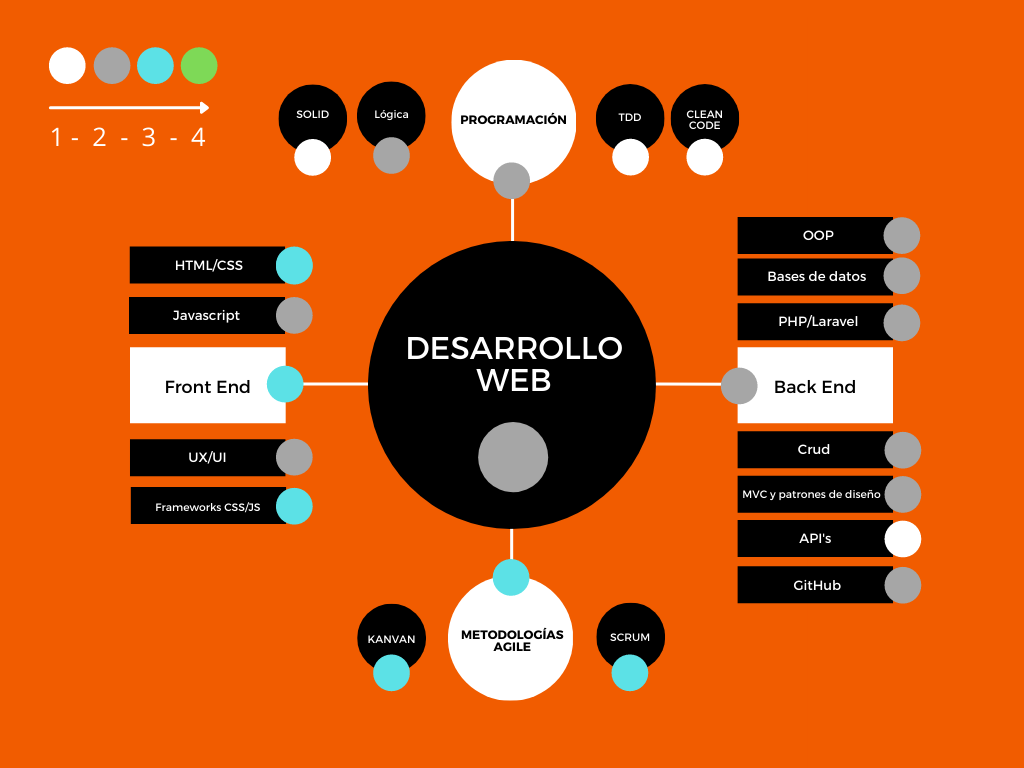 1 - 2 - 3 - 4
SOLID
Lógica
PROGRAMACIÓN
TDD
CLEAN
CODE
HTML/CSS
Javascript
Front End
UX/UI
Frameworks CSS/JS
DESARROLLO
WEB
OOP
Bases de datos
PHP/Laravel
Back End
Crud
MVC y patrones de diseño
API's
GitHub
KANVAN
METODOLOGÍAS
AGILE
SCRUM